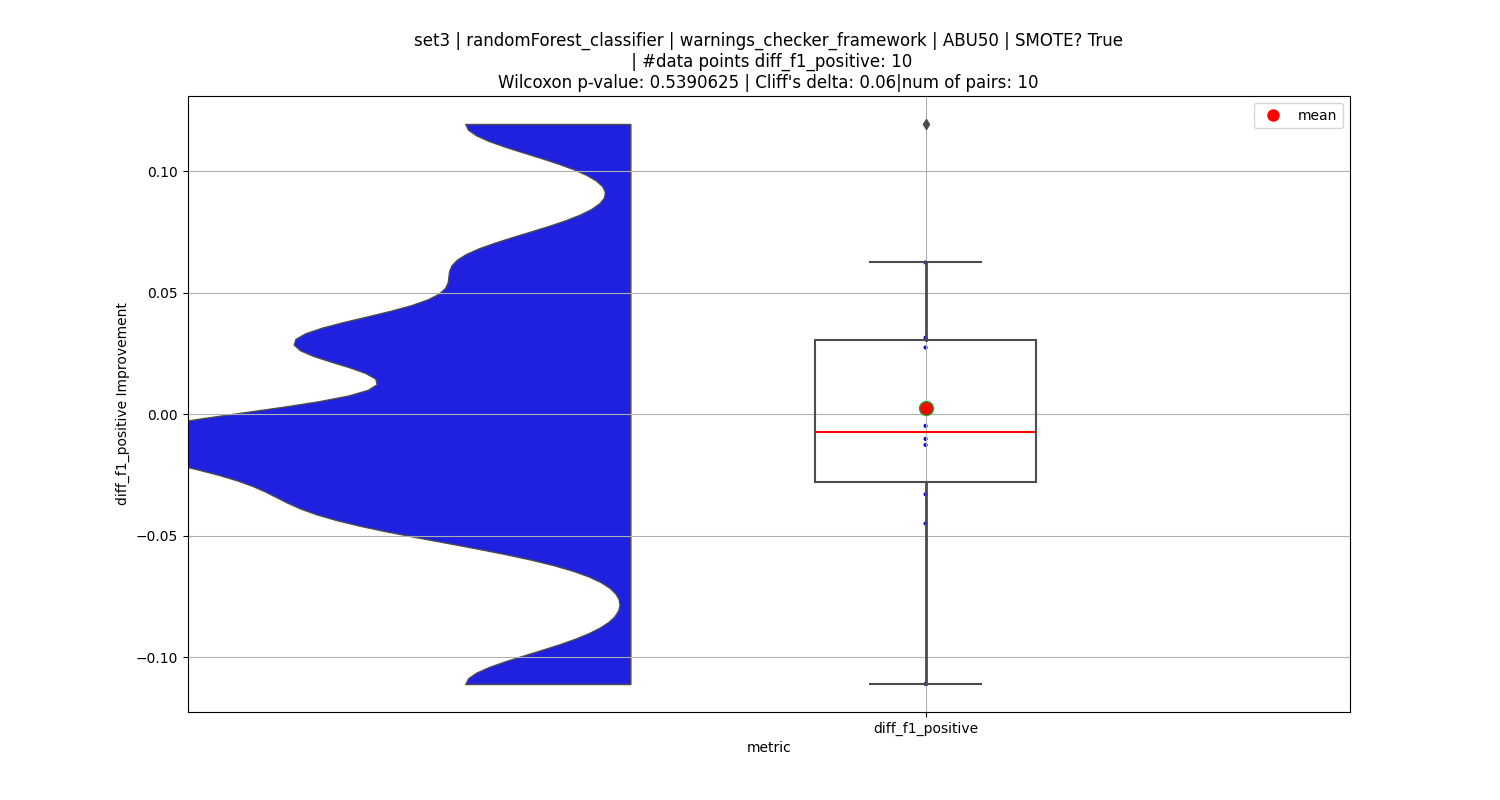 set3 | randomForest_classifier | warnings_checker_framework | ABU50 | SMOTE? True
| #data points diff_f1_positive: 10
Wilcoxon p-value: 0.5390625 | Cliff's delta: 0.06|num of pairs: 10
mean
diff_f1_positive Improvement
0.10
0.05
0.00
−0.05
−0.10
diff_f1_positive
metric